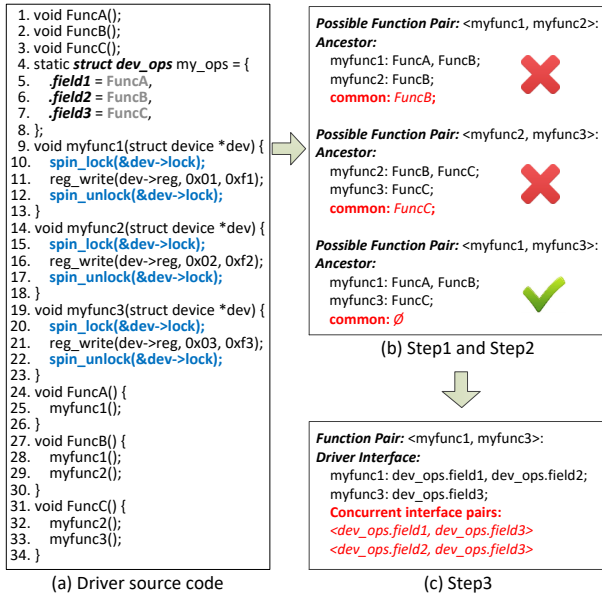 1. void FuncA();
2. void FuncB();
3. void FuncC();
4. static struct dev_ops my_ops = {
5. .field1 = FuncA,
6. .field2 = FuncB,
7. .field3 = FuncC,
8. };
9. void myfunc1(struct device *dev) {
10. spin_lock(&dev->lock);
11. reg_write(dev->reg, 0x01, 0xf1);
12. spin_unlock(&dev->lock);
13. }
14. void myfunc2(struct device *dev) {
15. spin_lock(&dev->lock);
16. reg_write(dev->reg, 0x02, 0xf2);
17. spin_unlock(&dev->lock);
18. }
19. void myfunc3(struct device *dev) {
20. spin_lock(&dev->lock);
21. reg_write(dev->reg, 0x03, 0xf3);
22. spin_unlock(&dev->lock);
23. }
24. void FuncA() {
25. myfunc1();
26. }
27. void FuncB() {
28. myfunc1();
29. myfunc2();
30. }
31. void FuncC() {
32. myfunc2();
33. myfunc3();
34. }
(a) Driver source code
Possible Function Pair: <myfunc1, myfunc2>:
Ancestor:
myfunc1: FuncA, FuncB;
myfunc2: FuncB;
common: FuncB;
Possible Function Pair: <myfunc2, myfunc3>:
Ancestor:
myfunc2: FuncB, FuncC;
myfunc3: FuncC;
common: FuncC;
Possible Function Pair: <myfunc1, myfunc3>:
Ancestor:
myfunc1: FuncA, FuncB;
myfunc3: FuncC;
common: Ø
(b) Step1 and Step2
Function Pair: <myfunc1, myfunc3>:
Driver Interface:
myfunc1: dev_ops.field1, dev_ops.field2;
myfunc3: dev_ops.field3;
Concurrent interface pairs:
<dev_ops.field1, dev_ops.field3>
<dev_ops.field2, dev_ops.field3>
(c) Step3